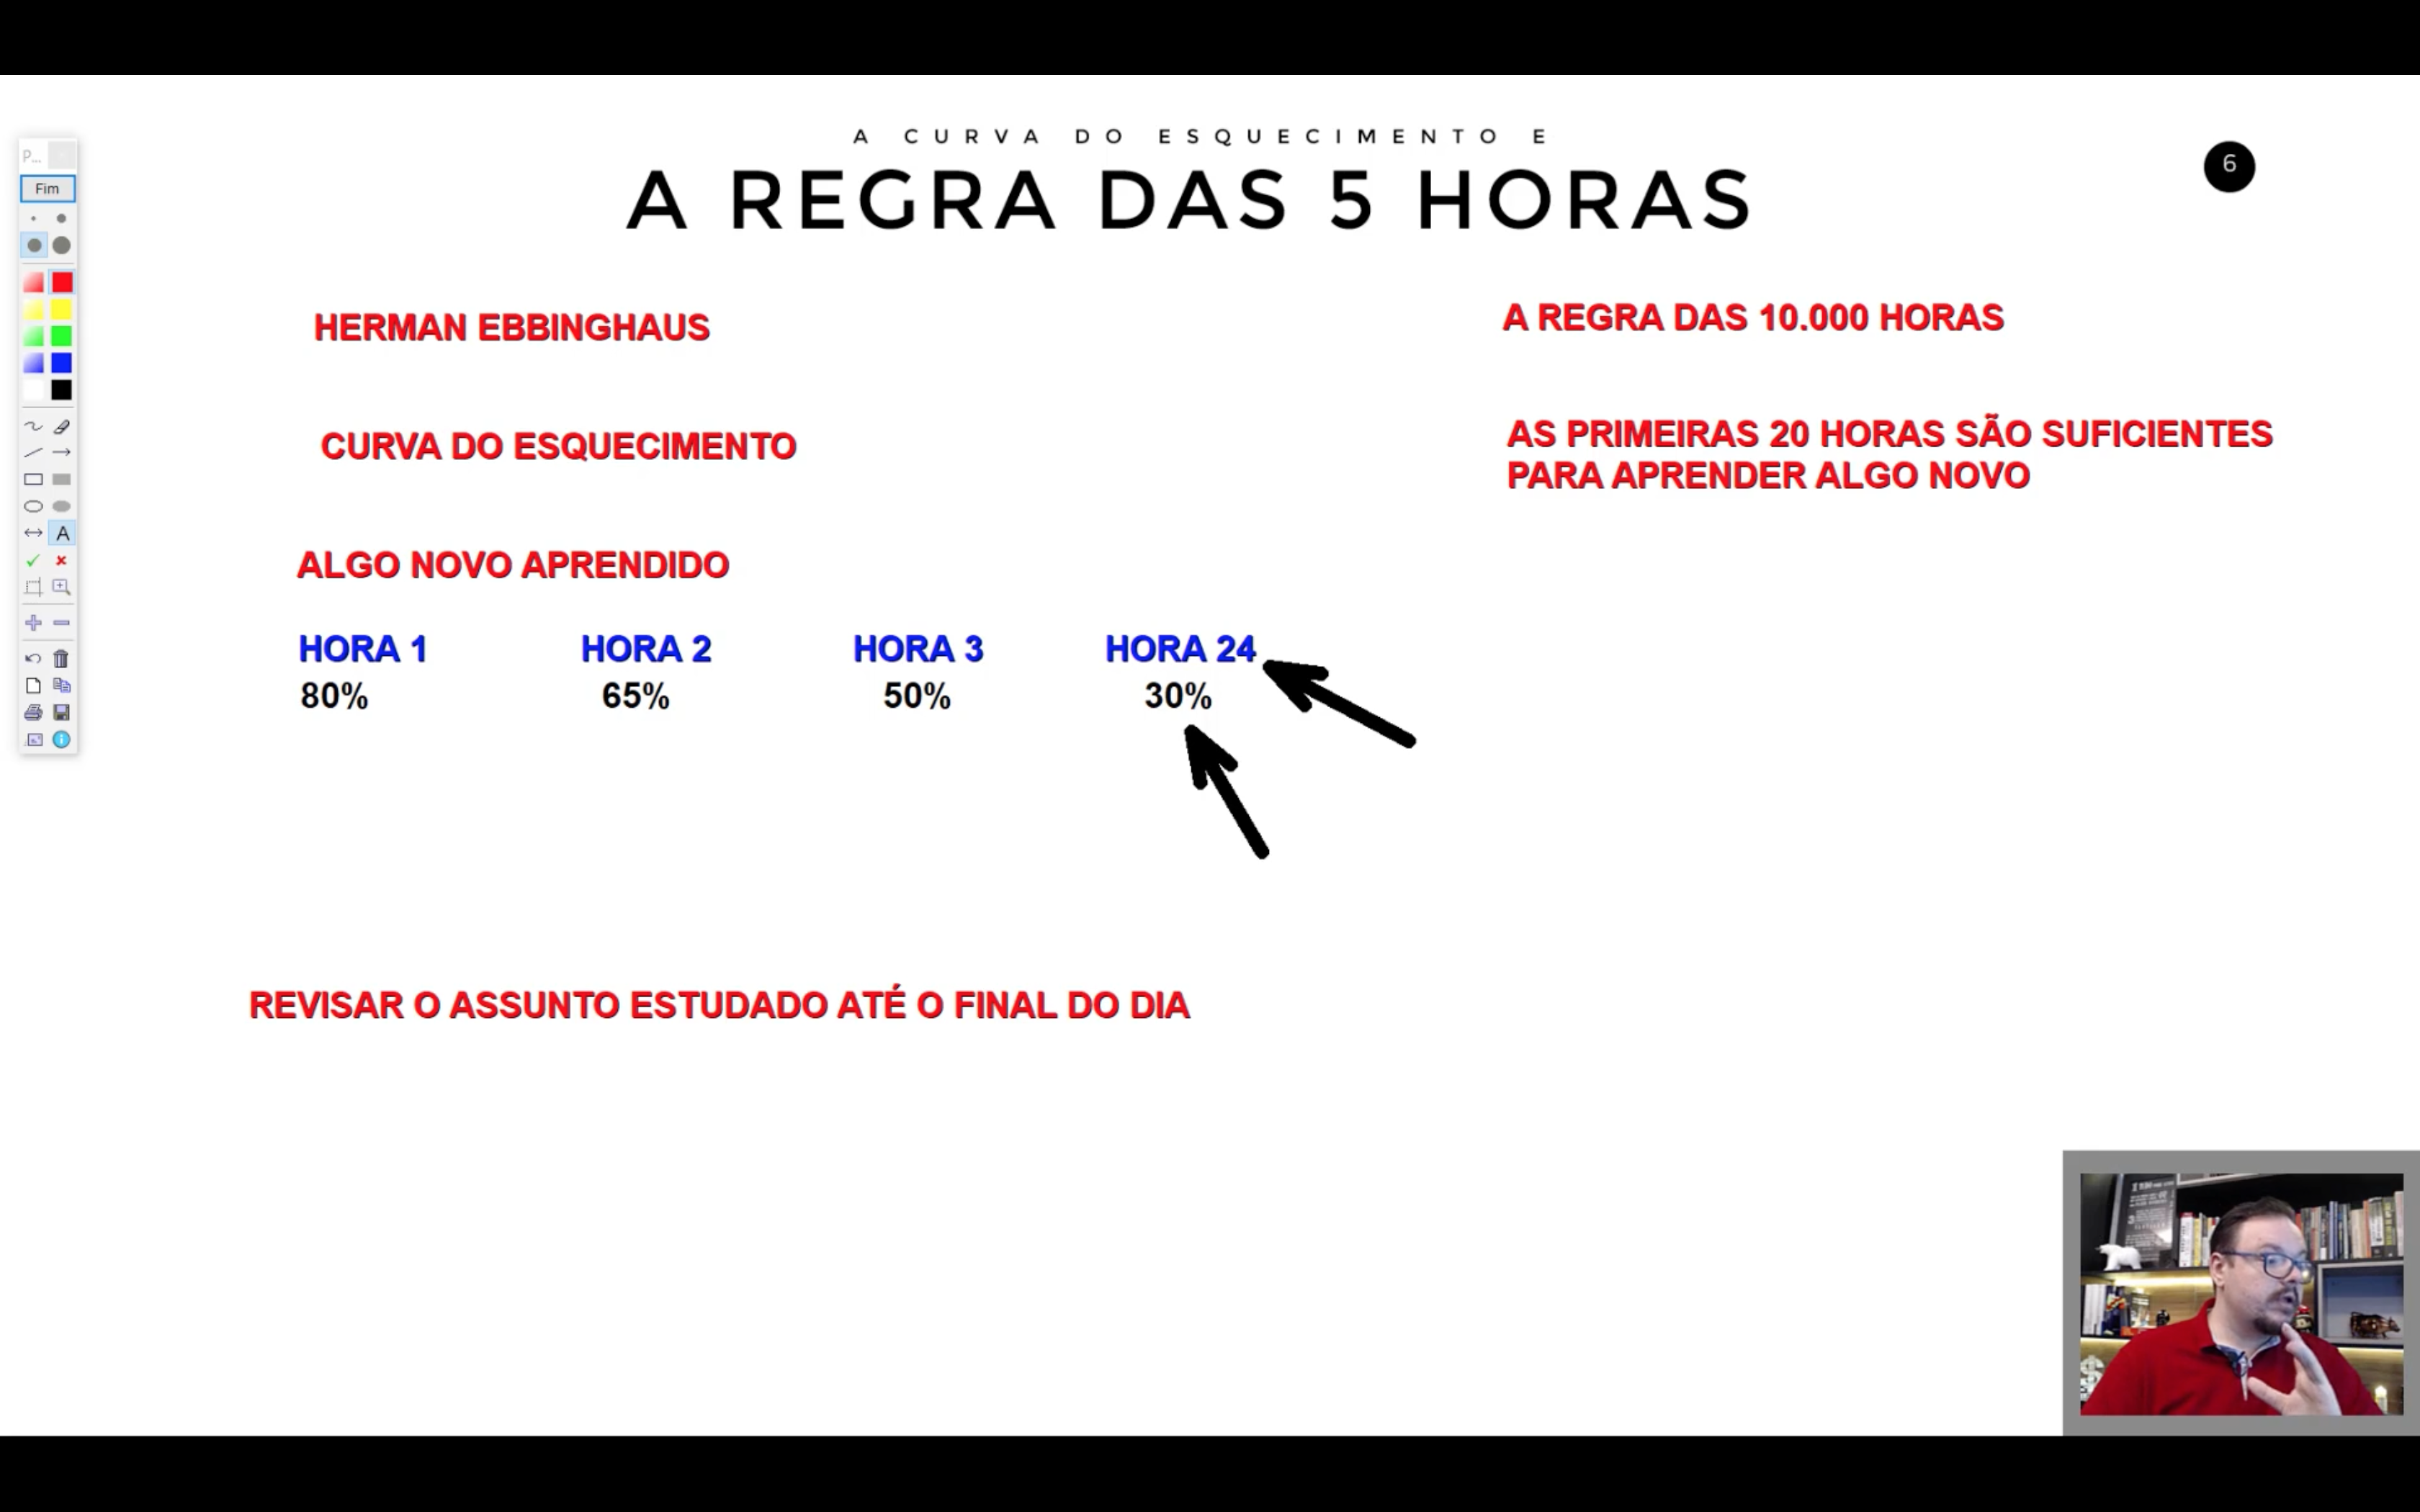 A CURVA DO ESQUECIMENTO E
A REGRA DAS 5 HORAS
6
P...
Fim
A
HERMAN EBBINGHAUS
CURVA DO ESQUECIMENTO
ALGO NOVO APRENDIDO
HORA 1 HORA 2 HORA 3 HORA 24
80% 65% 50% 30%
REVISAR O ASSUNTO ESTUDADO ATÉ O FINAL DO DIA
A REGRA DAS 10.000 HORAS
AS PRIMEIRAS 20 HORAS SÃO SUFICIENTES
PARA APRENDER ALGO NOVO